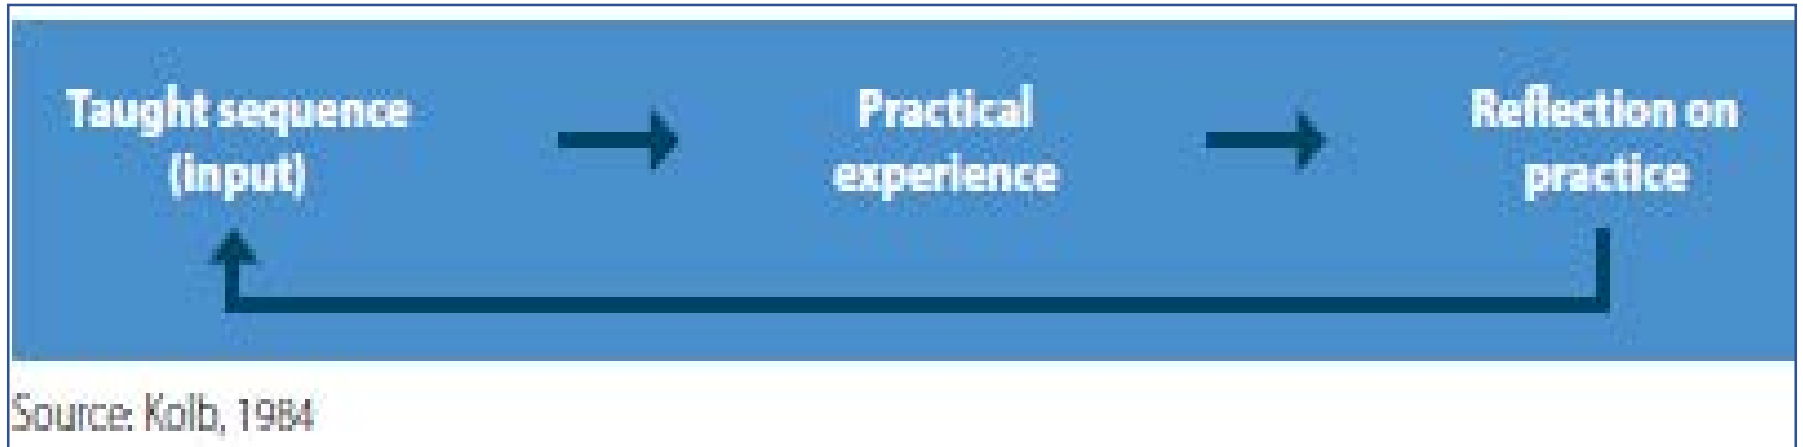 Taught sequence
(input)
Practical
experience
Reflection on
practice
Source: Kolb, 1984